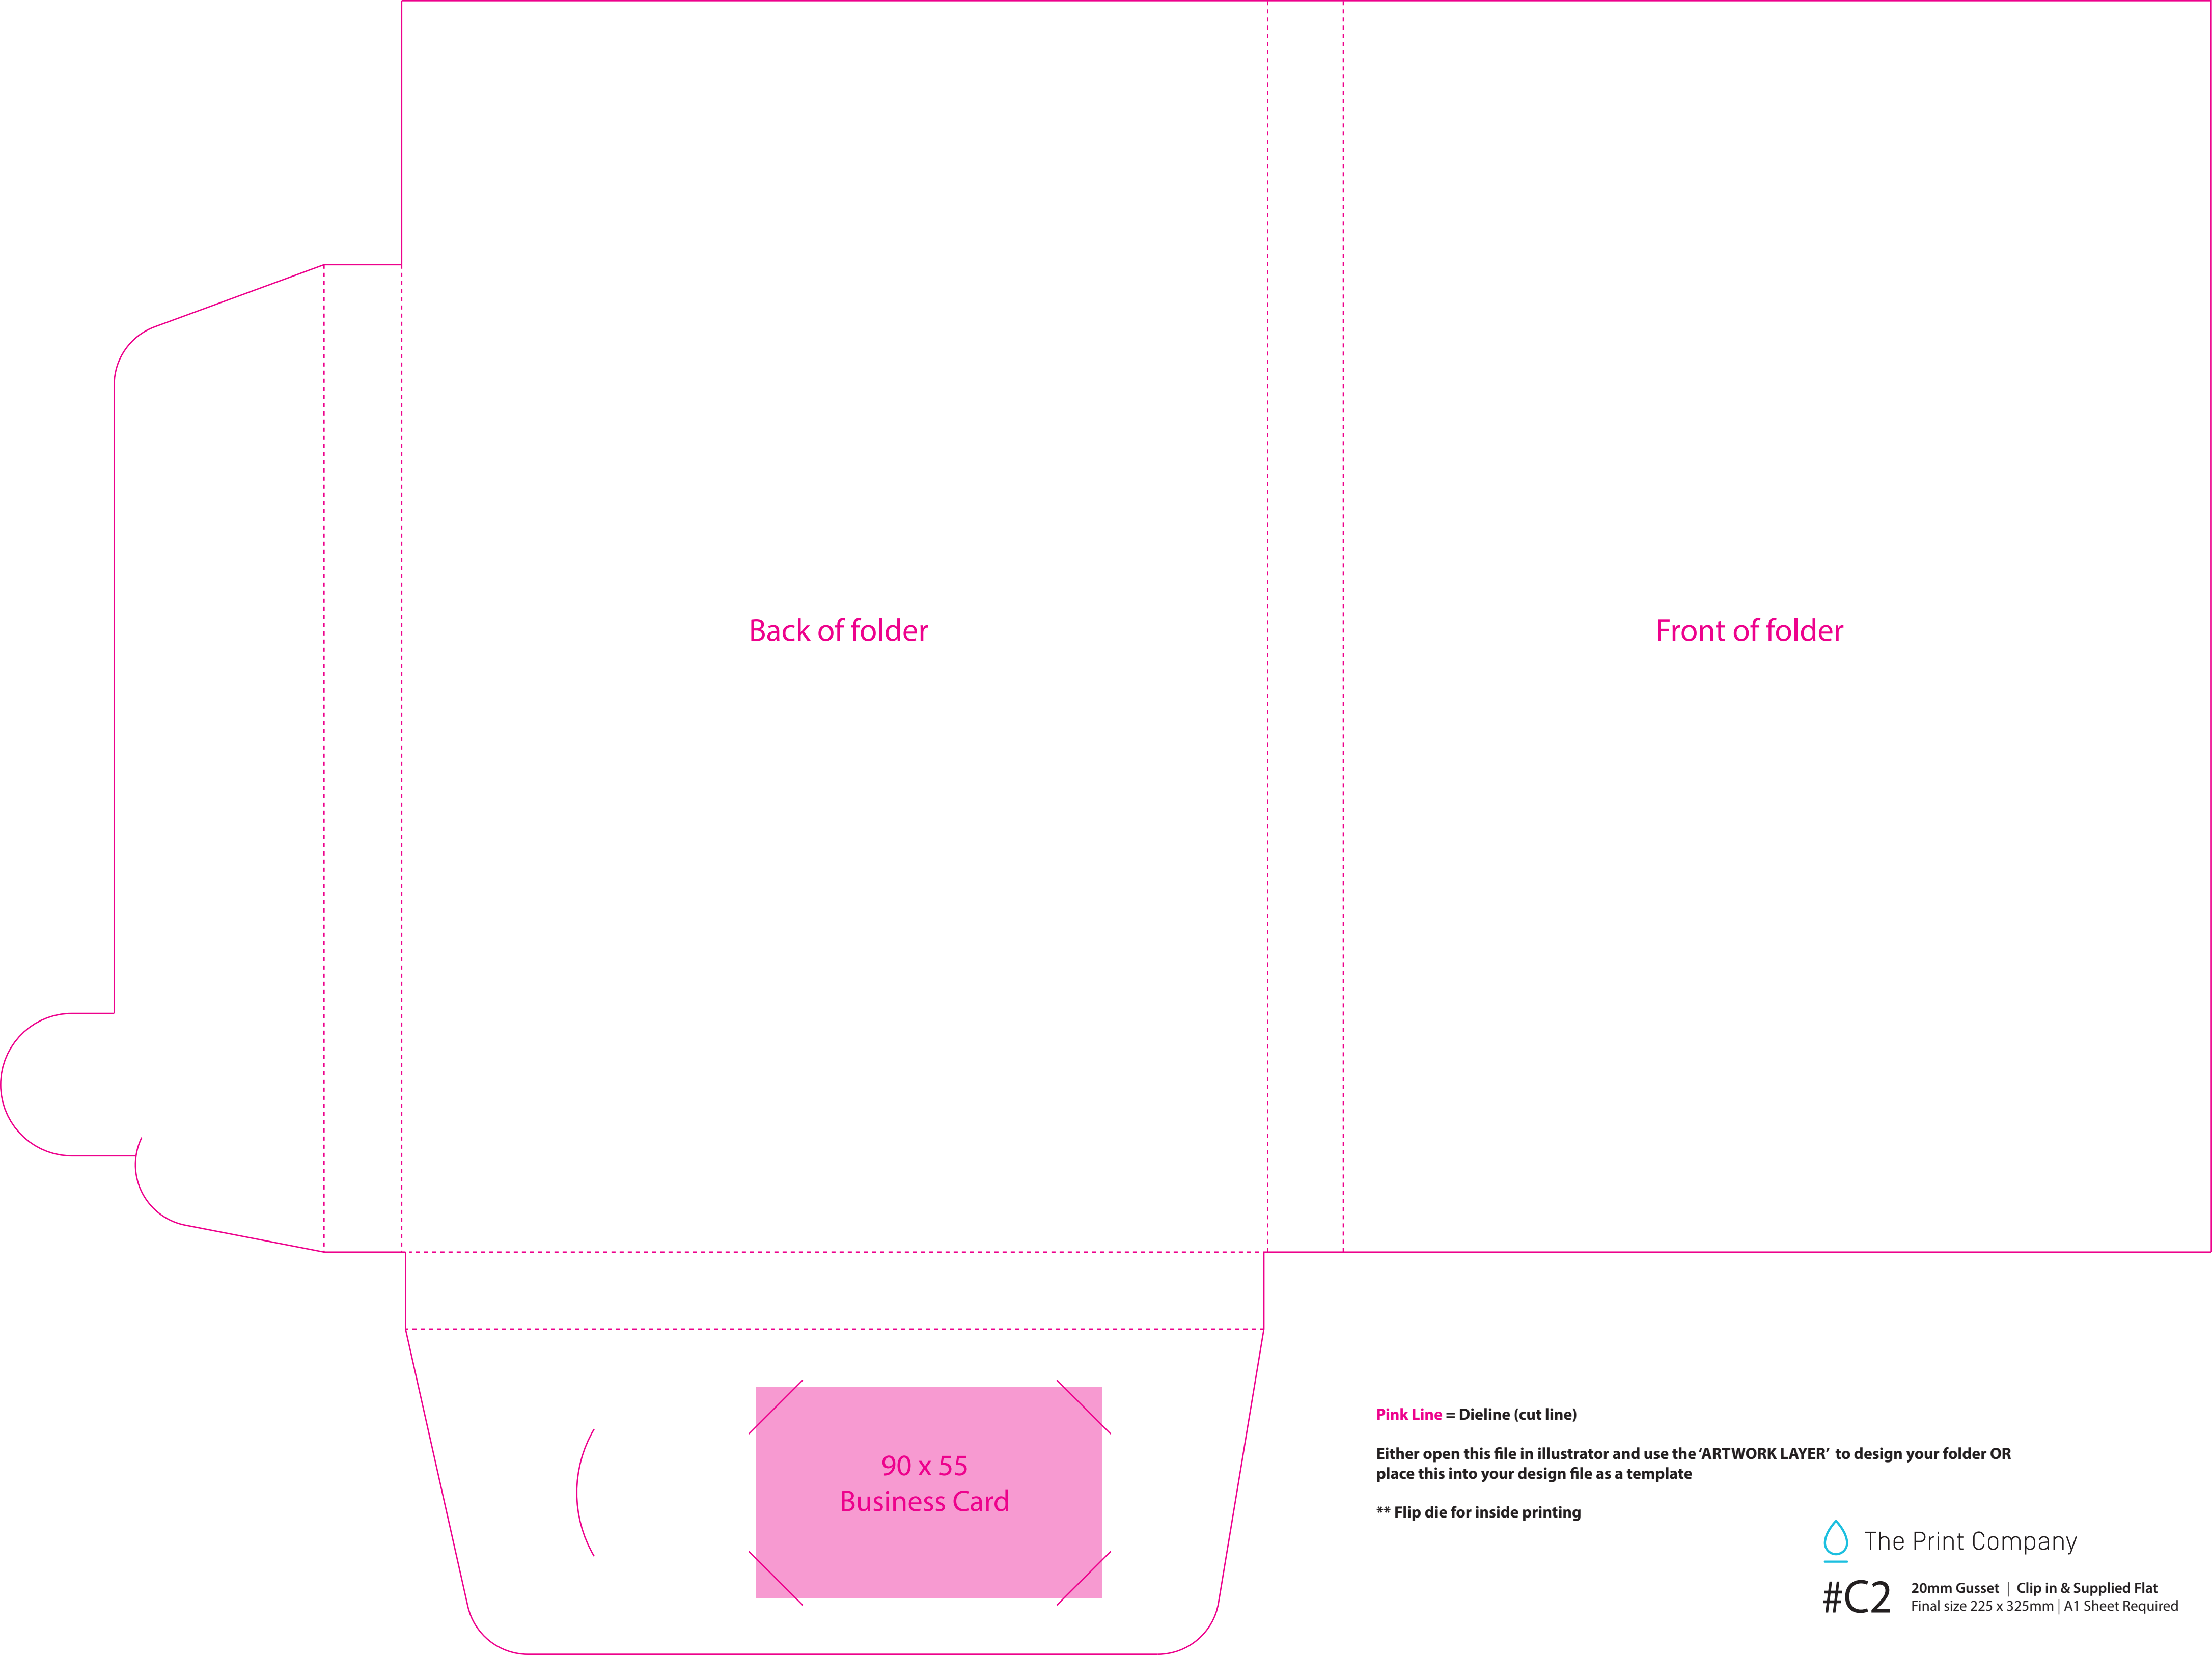 Back of folder
Front of folder
90 x 55
Business Card
Pink Line = Dieline (cut line)
Either open this file in illustrator and use the ‘ARTWORK LAYER’ to design your folder OR
place this into your design file as a template
** Flip die for inside printing
The Print Company
#C2
20mm Gusset | Clip in & Supplied Flat
Final size 225 x 325mm | A1 Sheet Required